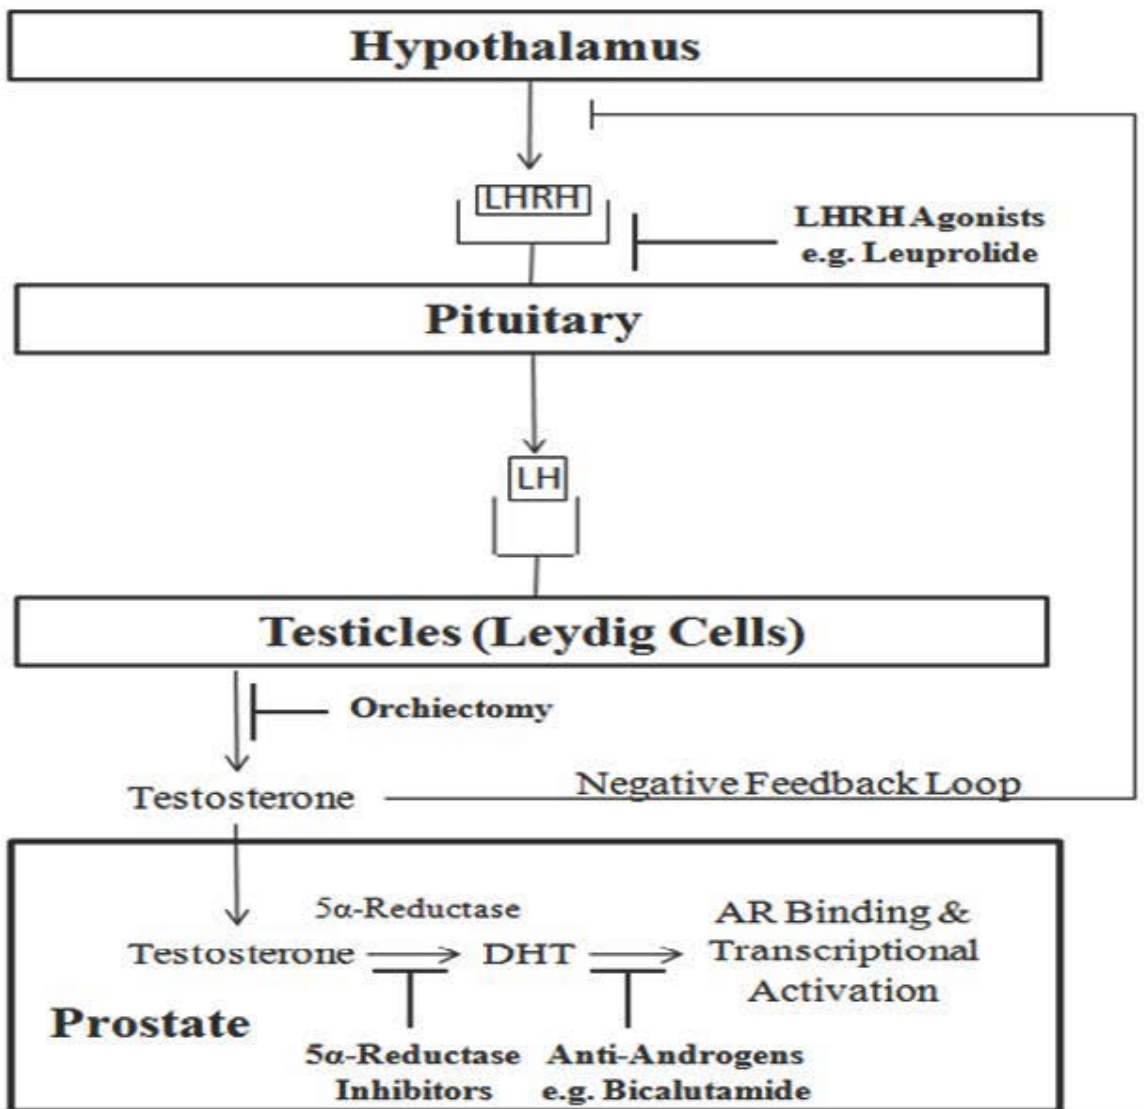 Hypothalamus
LHRH
LHRH Agonists
e.g. Leuprolide
Pituitary
LH
Testicles (Leydig Cells)
Orchiectomy
Negative Feedback Loop
Testosterone
5α-Reductase
AR Binding &
Testosterone
DHT
Transcriptional
Activation
Prostate
5α-Reductase
Inhibitors
Anti-Androgens
e.g. Bicalutamide